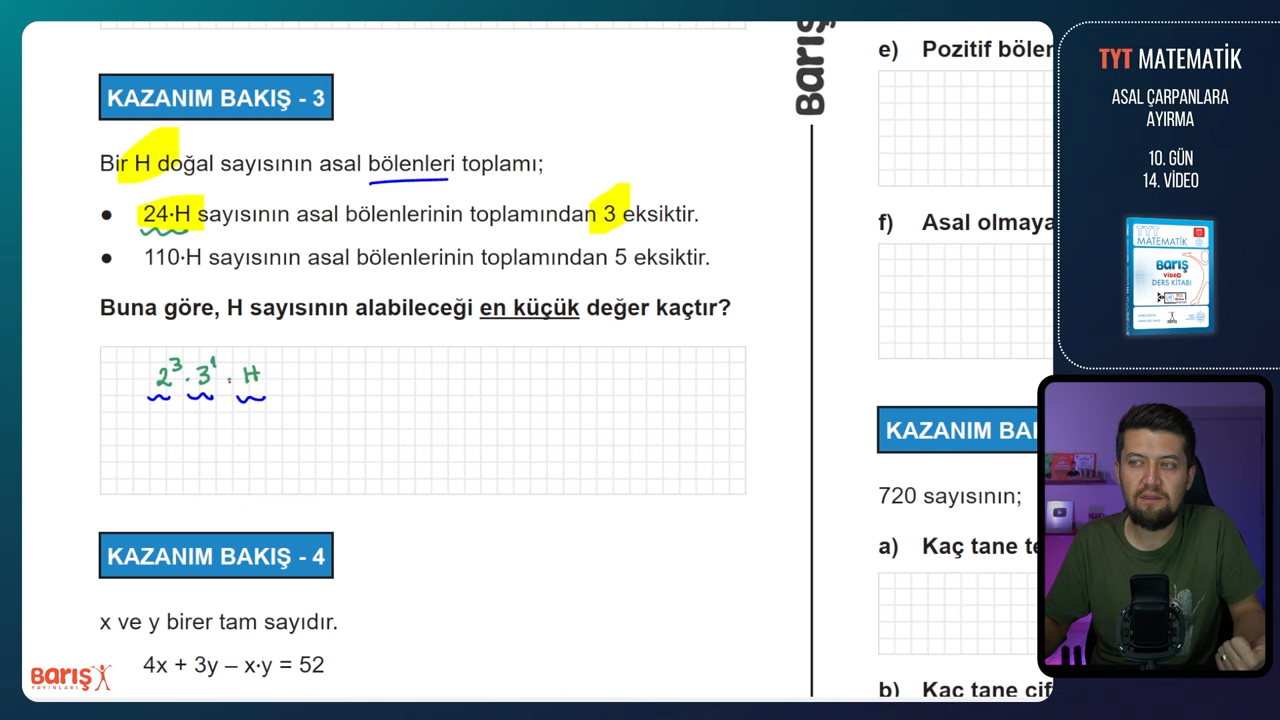 KAZANIM BAKIŞ - 3
Bir H doğal sayısının asal bölenleri toplamı;
• 24·H sayısının asal bölenlerinin toplamından 3 eksiktir.
• 110·H sayısının asal bölenlerinin toplamından 5 eksiktir.
Buna göre, H sayısının alabileceği en küçük değer kaçtır?
2³ · 3¹ · H
KAZANIM BAKIŞ - 4
x ve y birer tam sayıdır.
4x + 3y – x·y = 52
BARIŞ
YAYINLARI
Barış
e) Pozitif böler
f) Asal olmaya
KAZANIM BAK
720 sayısının;
a) Kaç tane te
b) Kaç tane çif
TYT MATEMATİK
ASAL ÇARPANLARA
AYIRMA
10. GÜN
14. VİDEO
TYT
MATEMATİK
BARIŞ
VİDEO
DERS KİTABI